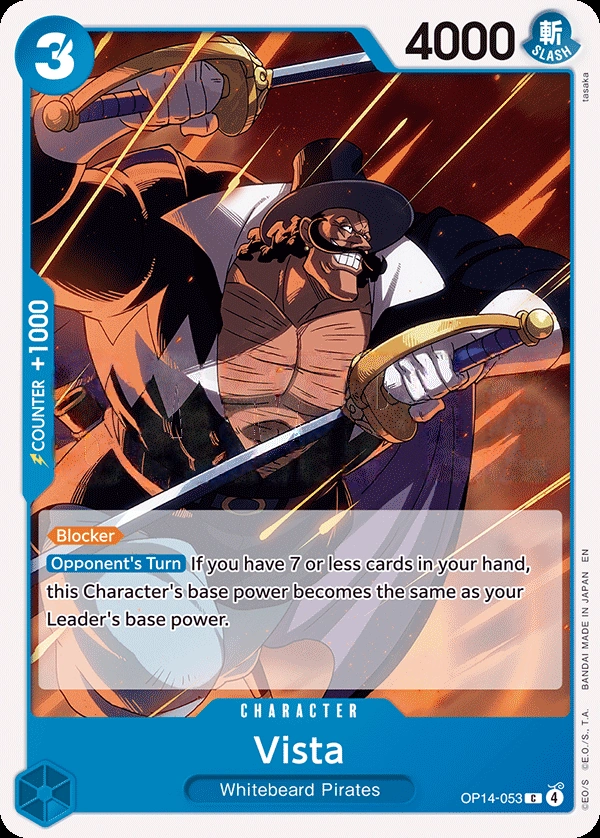 3
4000
斬
SLASH
tasaka
COUNTER +1000
Blocker
Opponent's Turn If you have 7 or less cards in your hand,
this Character's base power becomes the same as your
Leader's base power.
CHARACTER
Vista
Whitebeard Pirates
OP14-053 C 4
©EO/S ©E.O./S., T.A. BANDAI MADE IN JAPAN EN